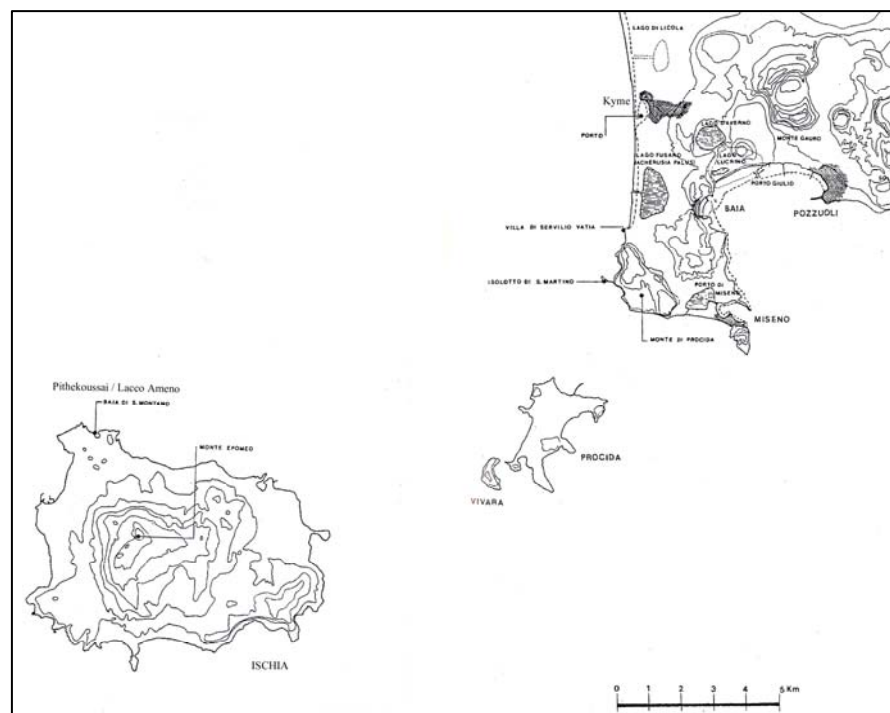 LAGO DI LICOLA
Kyme
PORTO
LAGO D'AVERNO
MONTE GAURO
LAGO FUSARO
(ACHERUSIA PALUS)
LAGO
LUCRINO
PORTO GIULIO
BAIA
POZZUOLI
VILLA DI SERVILIO VATIA
ISOLOTTO DI S. MARTINO
PORTO DI
MISENO
MISENO
MONTE DI PROCIDA
Pithekoussai / Lacco Ameno
BAIA DI S. MONTANO
MONTE EPOMEO
PROCIDA
VIVARA
ISCHIA
0 1 2 3 4 5 Km